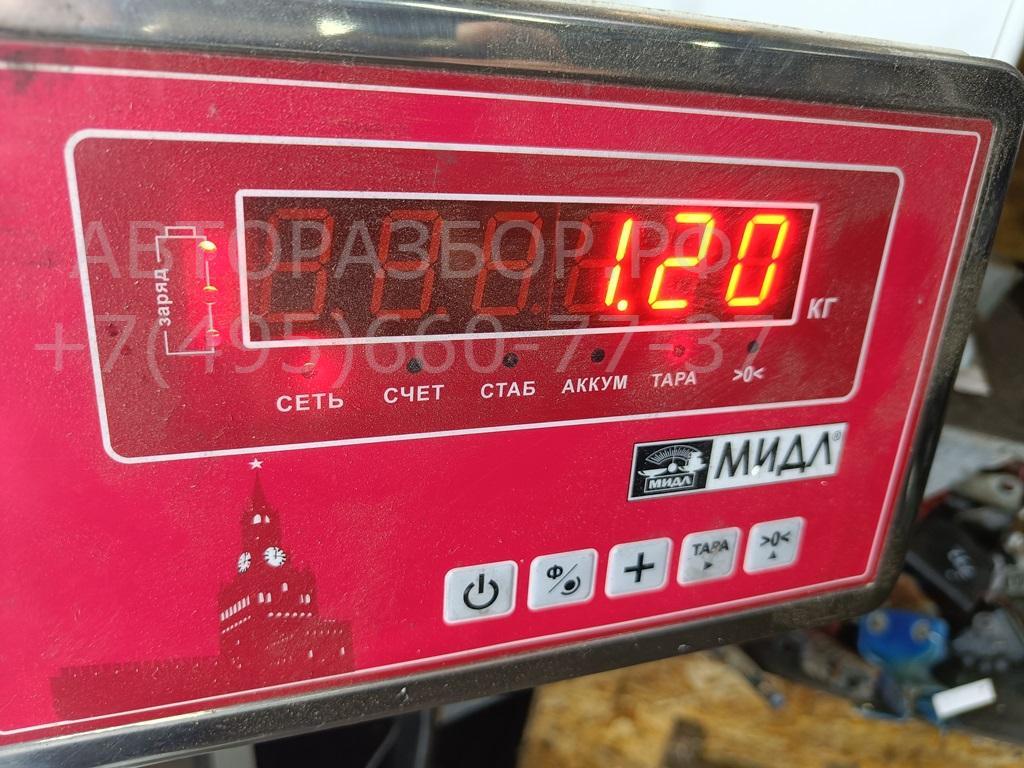 АВТОРАЗБОР.РФ
+7(495)660-77-37
заряд
1.20
КГ
СЕТЬ СЧЕТ СТАБ АККУМ ТАРА >0<
МИДЛ МИДЛ®
Ф + ТАРА >0<